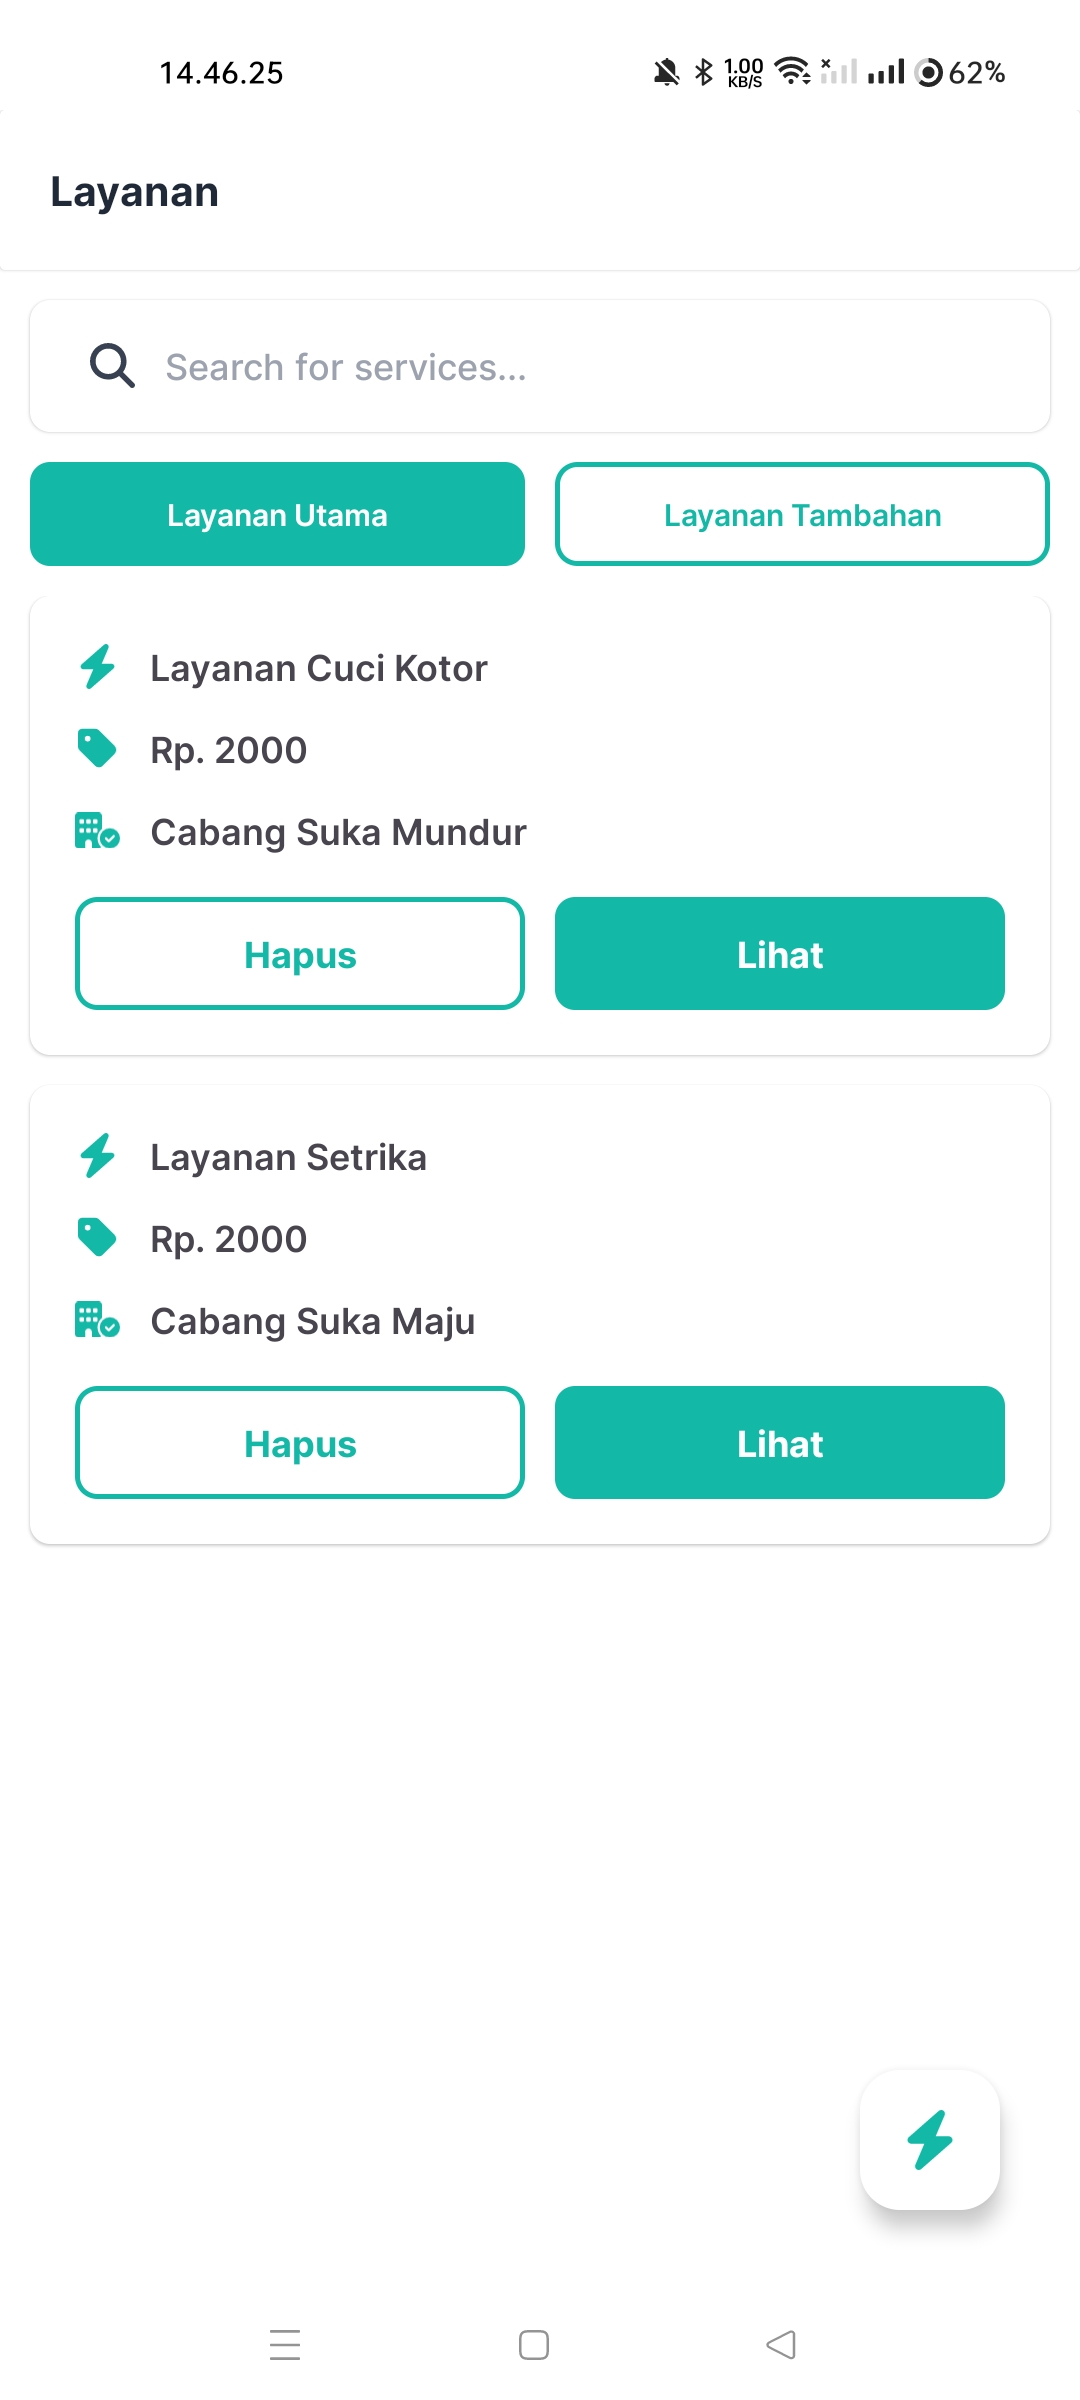 14.46.25
1.00 KB/S
62%
Layanan
Search for services...
Layanan Utama
Layanan Tambahan
Layanan Cuci Kotor
Rp. 2000
Cabang Suka Mundur
Hapus
Lihat
Layanan Setrika
Rp. 2000
Cabang Suka Maju
Hapus
Lihat